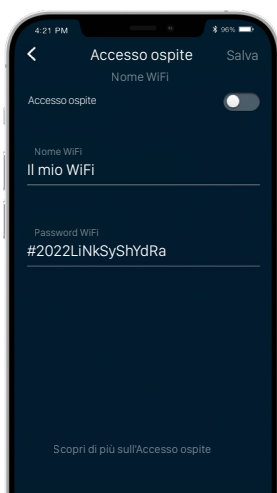 4:21 PM
96%
Accesso ospite
Salva
Nome WiFi
Accesso ospite
Nome WiFi
Il mio WiFi
Password WiFi
#2022LiNkSyShYdRa
Scopri di più sull'Accesso ospite